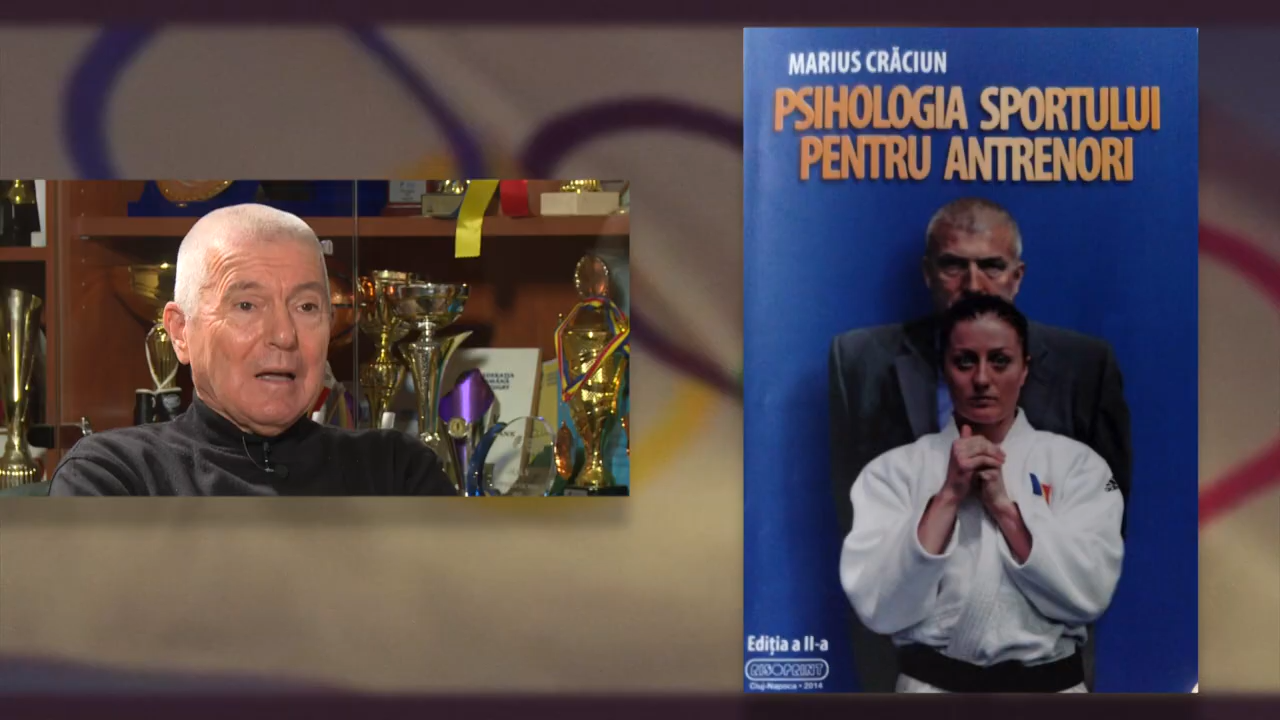 MARIUS CRĂCIUN
PSIHOLOGIA SPORTULUI
PENTRU ANTRENORI
Ediția a II-a
RISOPRINT
Cluj-Napoca • 2014